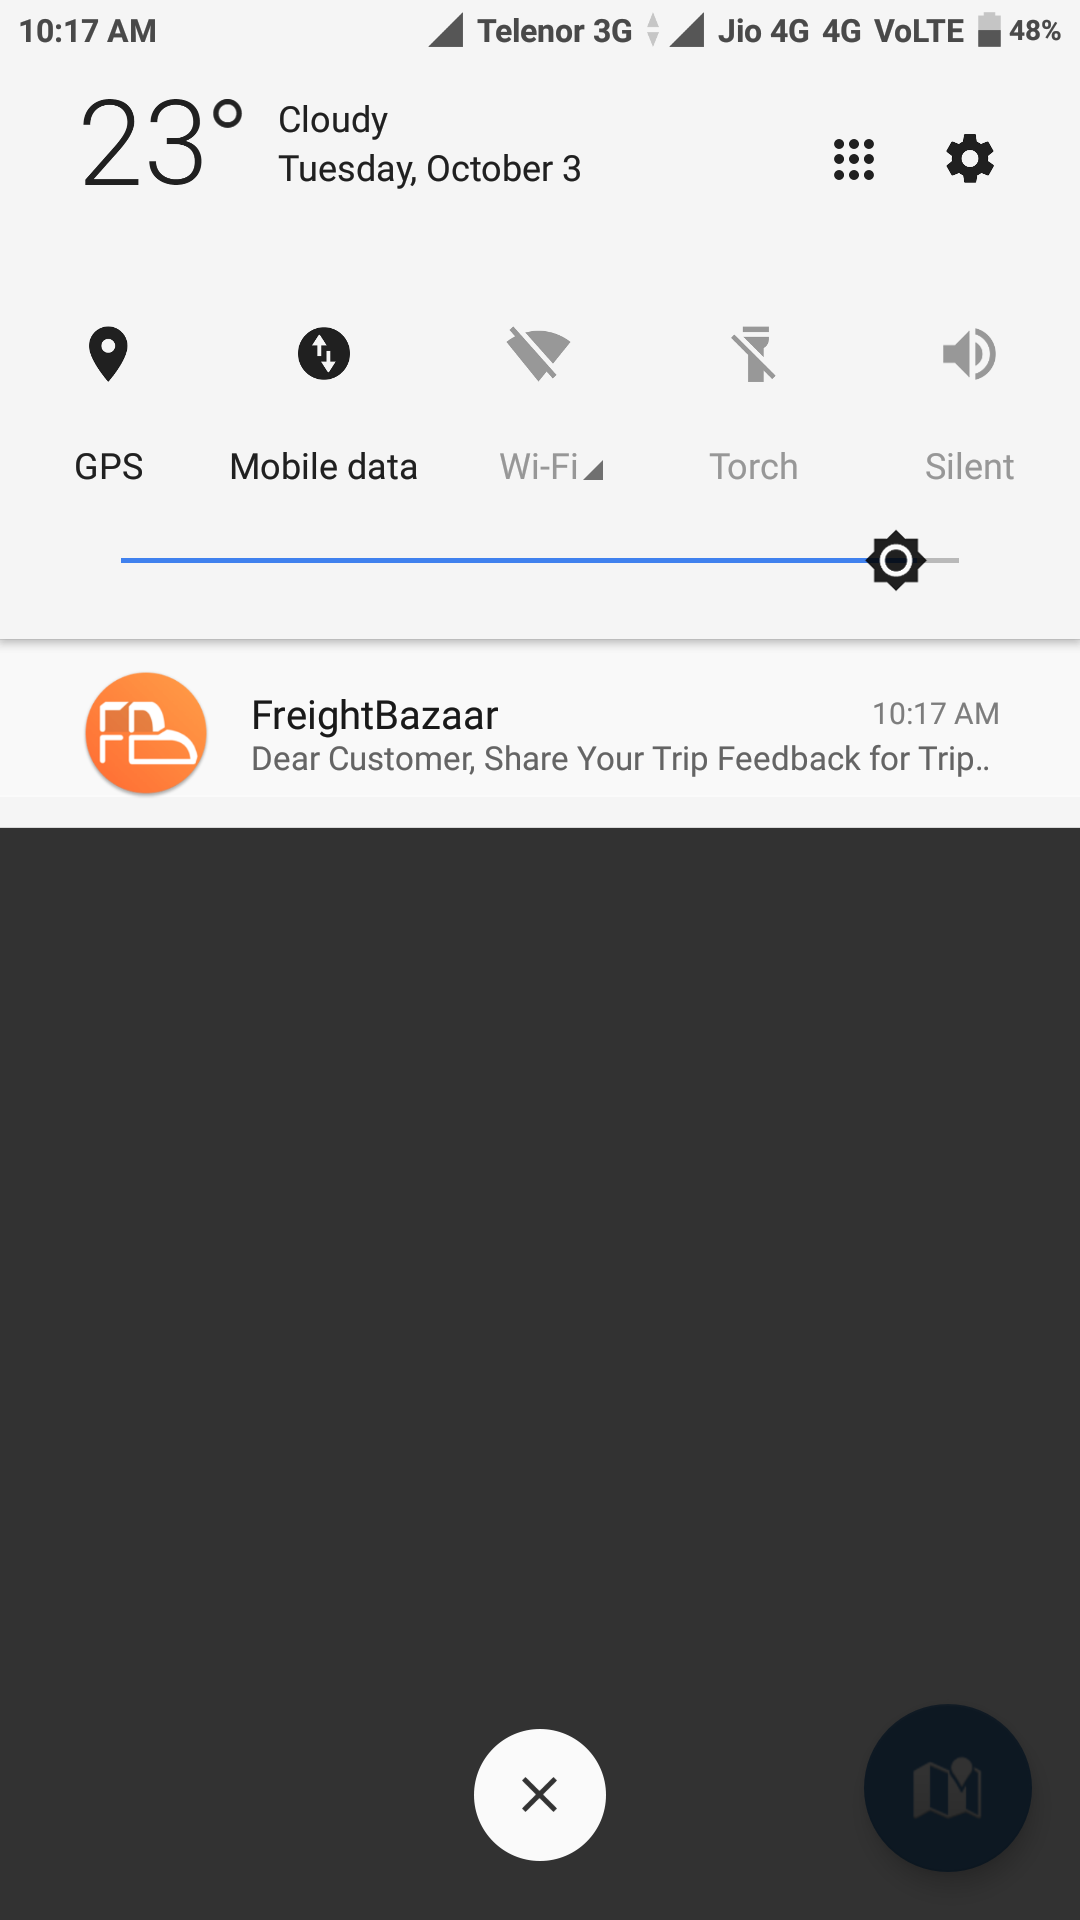 10:17 AM Telenor 3G Jio 4G 4G VoLTE 48%
23° Cloudy
Tuesday, October 3
GPS Mobile data Wi-Fi Torch Silent
FreightBazaar 10:17 AM
Dear Customer, Share Your Trip Feedback for Trip..